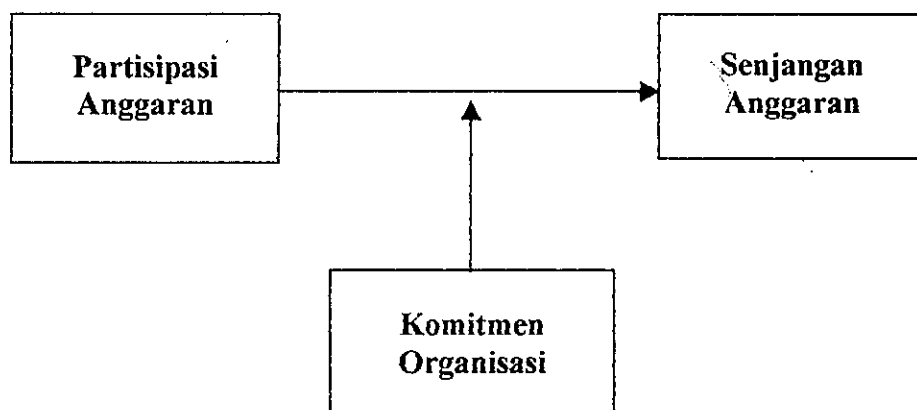 Partisipasi
Anggaran
Senjangan
Anggaran
Komitmen
Organisasi